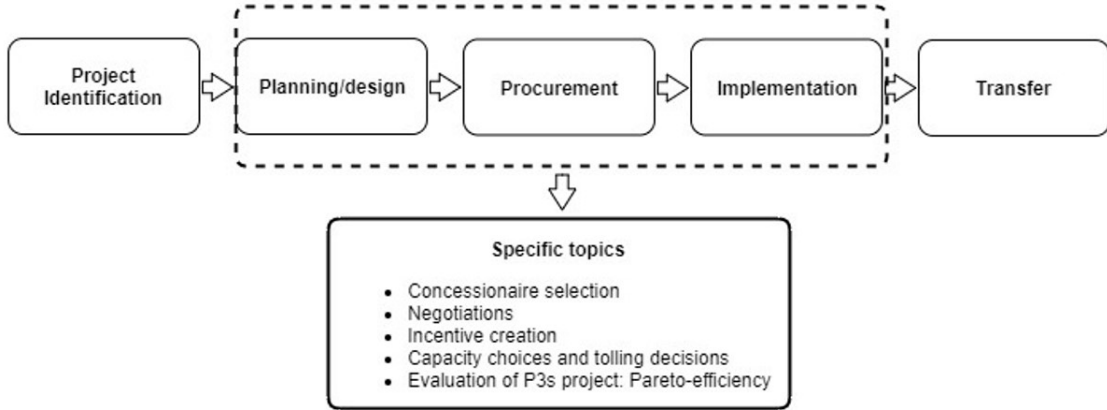 Project
Identification
Planning/design
Procurement
Implementation
Transfer
Specific topics
• Concessionaire selection
• Negotiations
• Incentive creation
• Capacity choices and tolling decisions
• Evaluation of P3s project: Pareto-efficiency